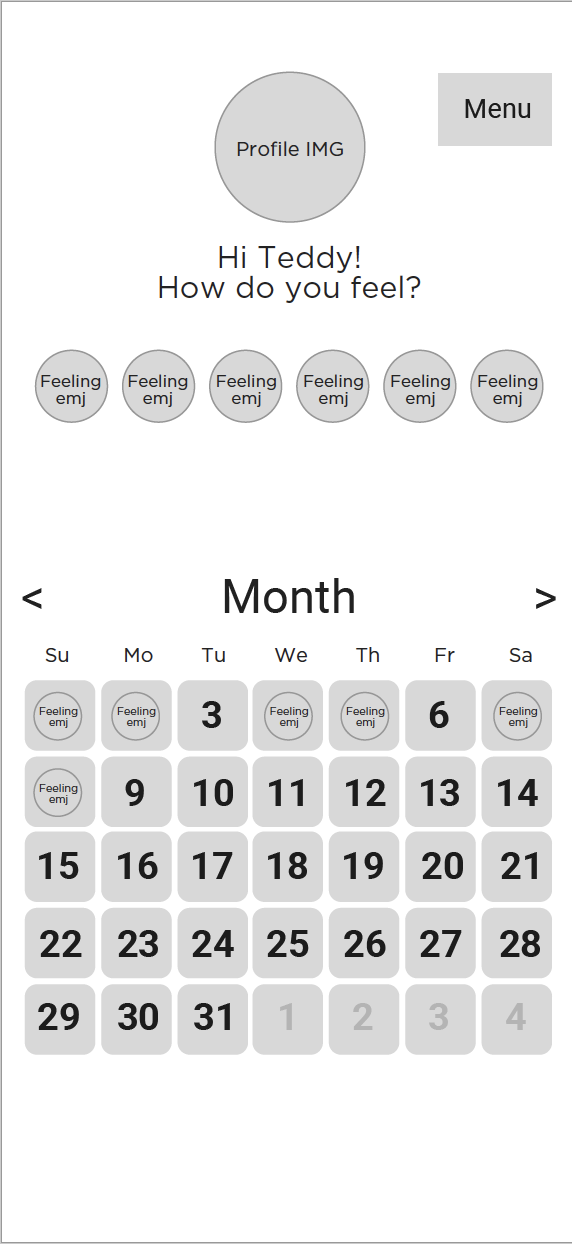 Menu
Profile IMG
Hi Teddy!
How do you feel?
Feeling emj Feeling emj Feeling emj Feeling emj Feeling emj Feeling emj
< Month >
Su Mo Tu We Th Fr Sa
Feeling emj Feeling emj 3 Feeling emj Feeling emj 6 Feeling emj
Feeling emj 9 10 11 12 13 14
15 16 17 18 19 20 21
22 23 24 25 26 27 28
29 30 31 1 2 3 4